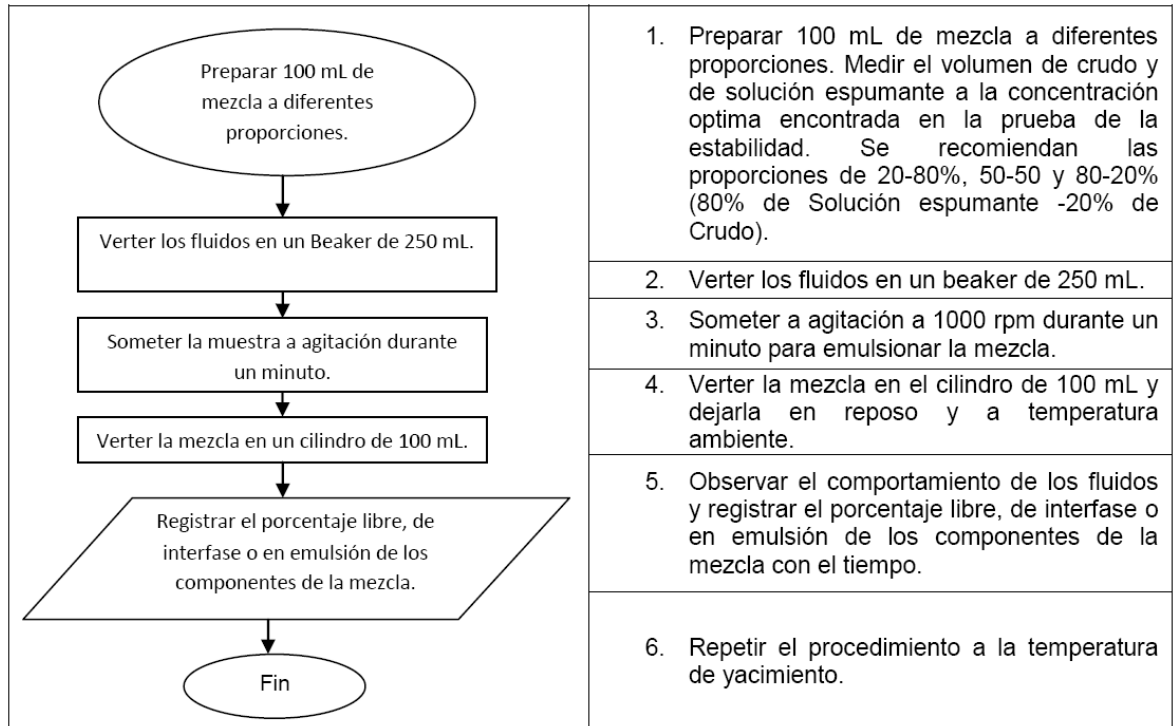 Preparar 100 mL de
mezcla a diferentes
proporciones.
Verter los fluidos en un Beaker de 250 mL.
Someter la muestra a agitación durante
un minuto.
Verter la mezcla en un cilindro de 100 mL.
Registrar el porcentaje libre, de
interfase o en emulsión de los
componentes de la mezcla.
Fin
1. Preparar 100 mL de mezcla a diferentes
proporciones. Medir el volumen de crudo y
de solución espumante a la concentración
optima encontrada en la prueba de la
estabilidad. Se recomiendan las
proporciones de 20-80%, 50-50 y 80-20%
(80% de Solución espumante -20% de
Crudo).
2. Verter los fluidos en un beaker de 250 mL.
3. Someter a agitación a 1000 rpm durante un
minuto para emulsionar la mezcla.
4. Verter la mezcla en el cilindro de 100 mL y
dejarla en reposo y a temperatura
ambiente.
5. Observar el comportamiento de los fluidos
y registrar el porcentaje libre, de interfase o
en emulsión de los componentes de la
mezcla con el tiempo.
6. Repetir el procedimiento a la temperatura
de yacimiento.